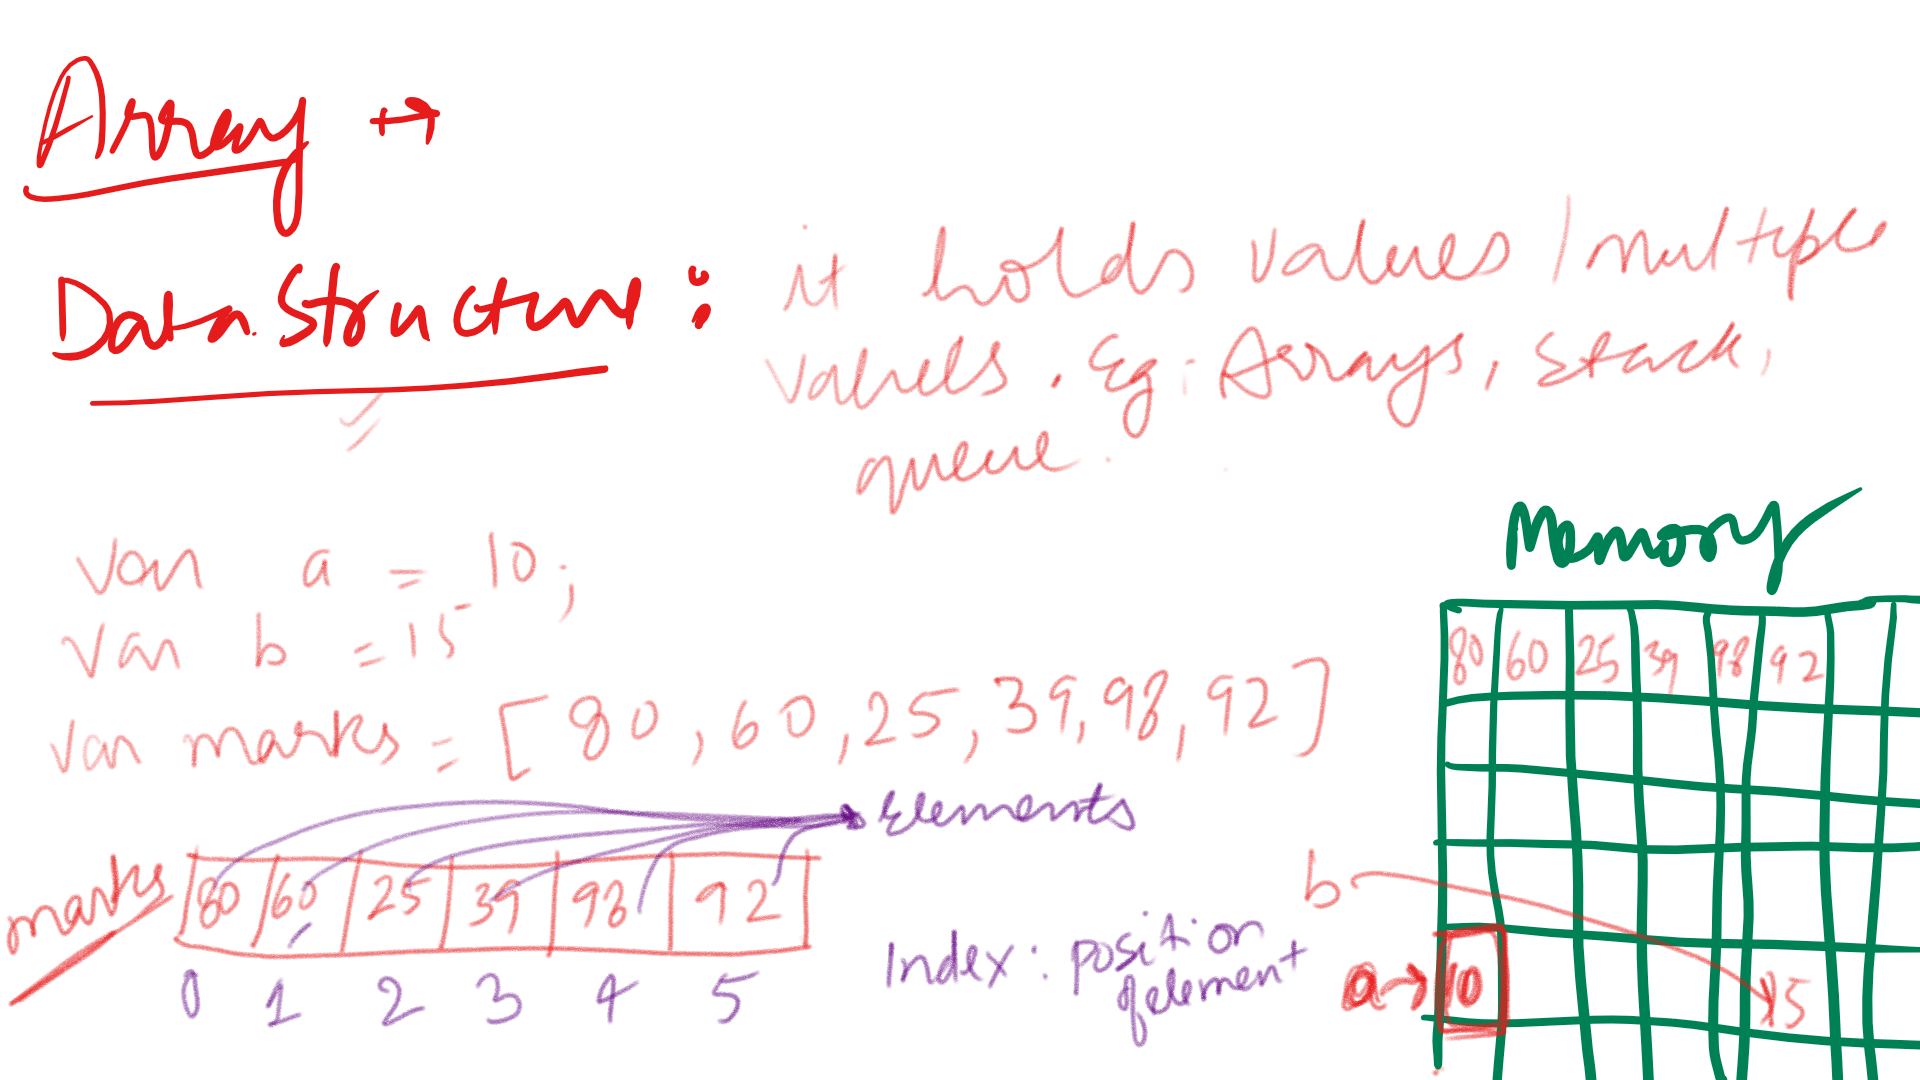 Array →
Data Structure : it holds values / multiple
valuels . Eg : Arrays, Stack,
queue .
Memory
var a = 10;
var b = 15
var marks = [80, 60, 25, 39, 98, 92]
80 60 25 39 98 92
Elements
marks 80 60 25 39 98 92
0 1 2 3 4 5
Index : position
of element
b
a → 10
15